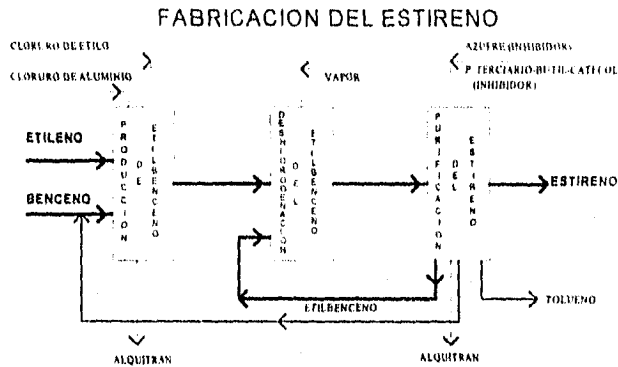 FABRICACION DEL ESTIRENO
CLORURO DE ETILO
CLORURO DE ALUMINIO
VAPOR
AZUFRE (INHIBIDOR)
P. TERCIARIO-BUTIL-CATECOL
(INHIBIDOR)
ETILENO
BENCENO
PRODUCCION
DE
ETILBENCENO
DESHIDROGENACION
DEL
ETILBENCENO
PURIFICACION
DEL
ESTIRENO
ESTIRENO
ETILBENCENO
TOLUENO
ALQUITRAN
ALQUITRAN